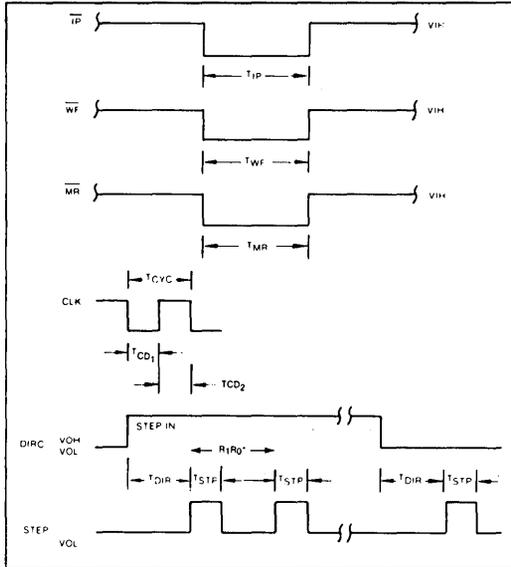 IP VIH
TIP
WF VIH
TWF
MR VIH
TMR
TCYC
CLK
TCD1
TCD2
STEP IN
DIRC VOH
VOL
R1R0*
TDIR TSTP TSTP TDIR TSTP
STEP
VOL